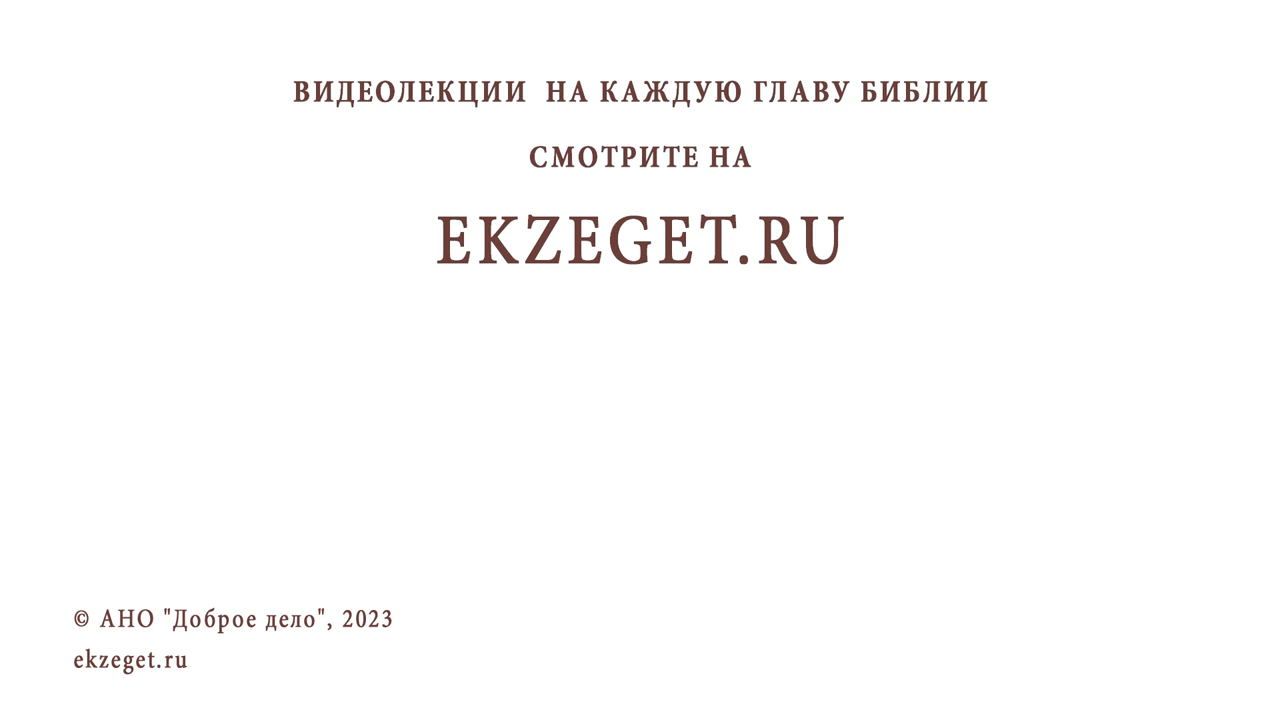 ВИДЕОЛЕКЦИИ НА КАЖДУЮ ГЛАВУ БИБЛИИ
СМОТРИТЕ НА
EKZEGET.RU
© АНО "Доброе дело", 2023
ekzeget.ru